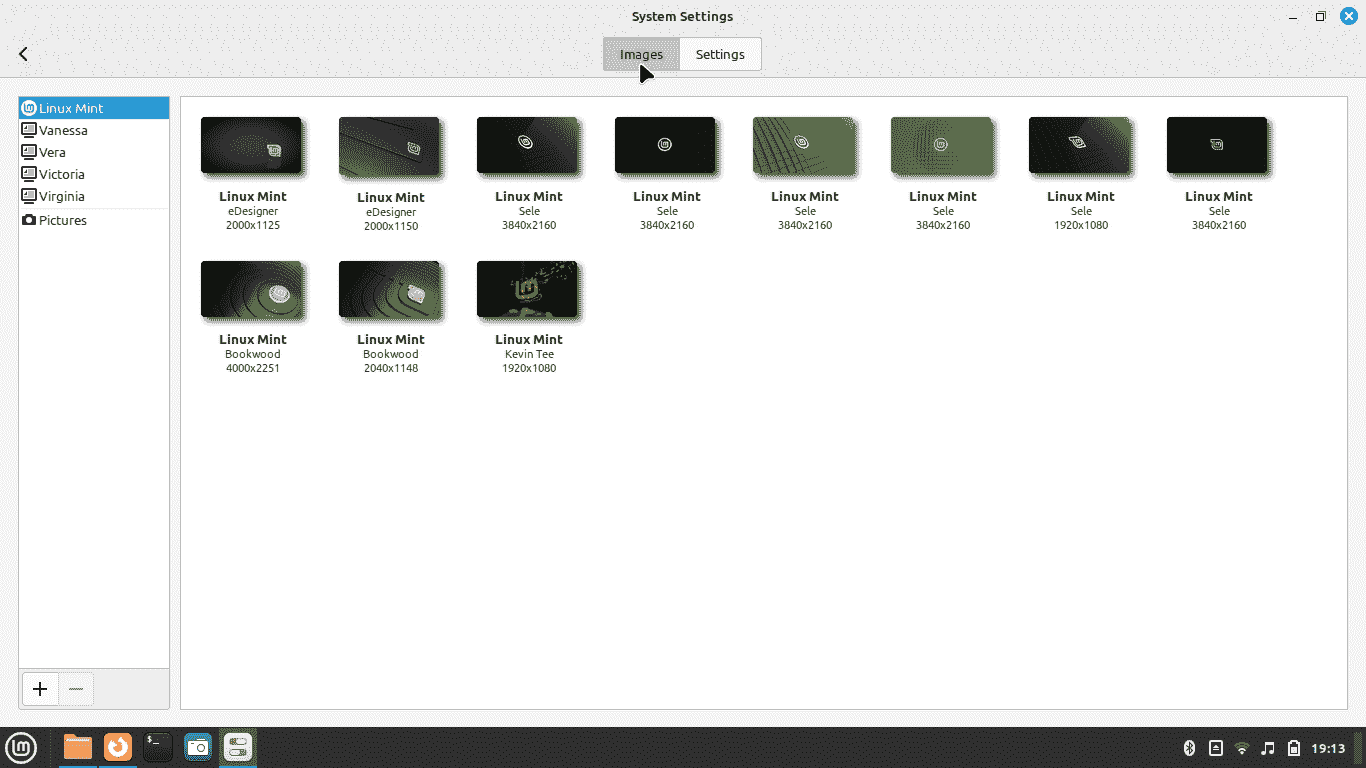 System Settings
Images
Settings
Linux Mint
Vanessa
Vera
Victoria
Virginia
Pictures
Linux Mint
eDesigner
2000x1125
Linux Mint
eDesigner
2000x1150
Linux Mint
Sele
3840x2160
Linux Mint
Sele
3840x2160
Linux Mint
Sele
3840x2160
Linux Mint
Sele
3840x2160
Linux Mint
Sele
1920x1080
Linux Mint
Sele
3840x2160
Linux Mint
Bookwood
4000x2251
Linux Mint
Bookwood
2040x1148
Linux Mint
Kevin Tee
1920x1080
19:13